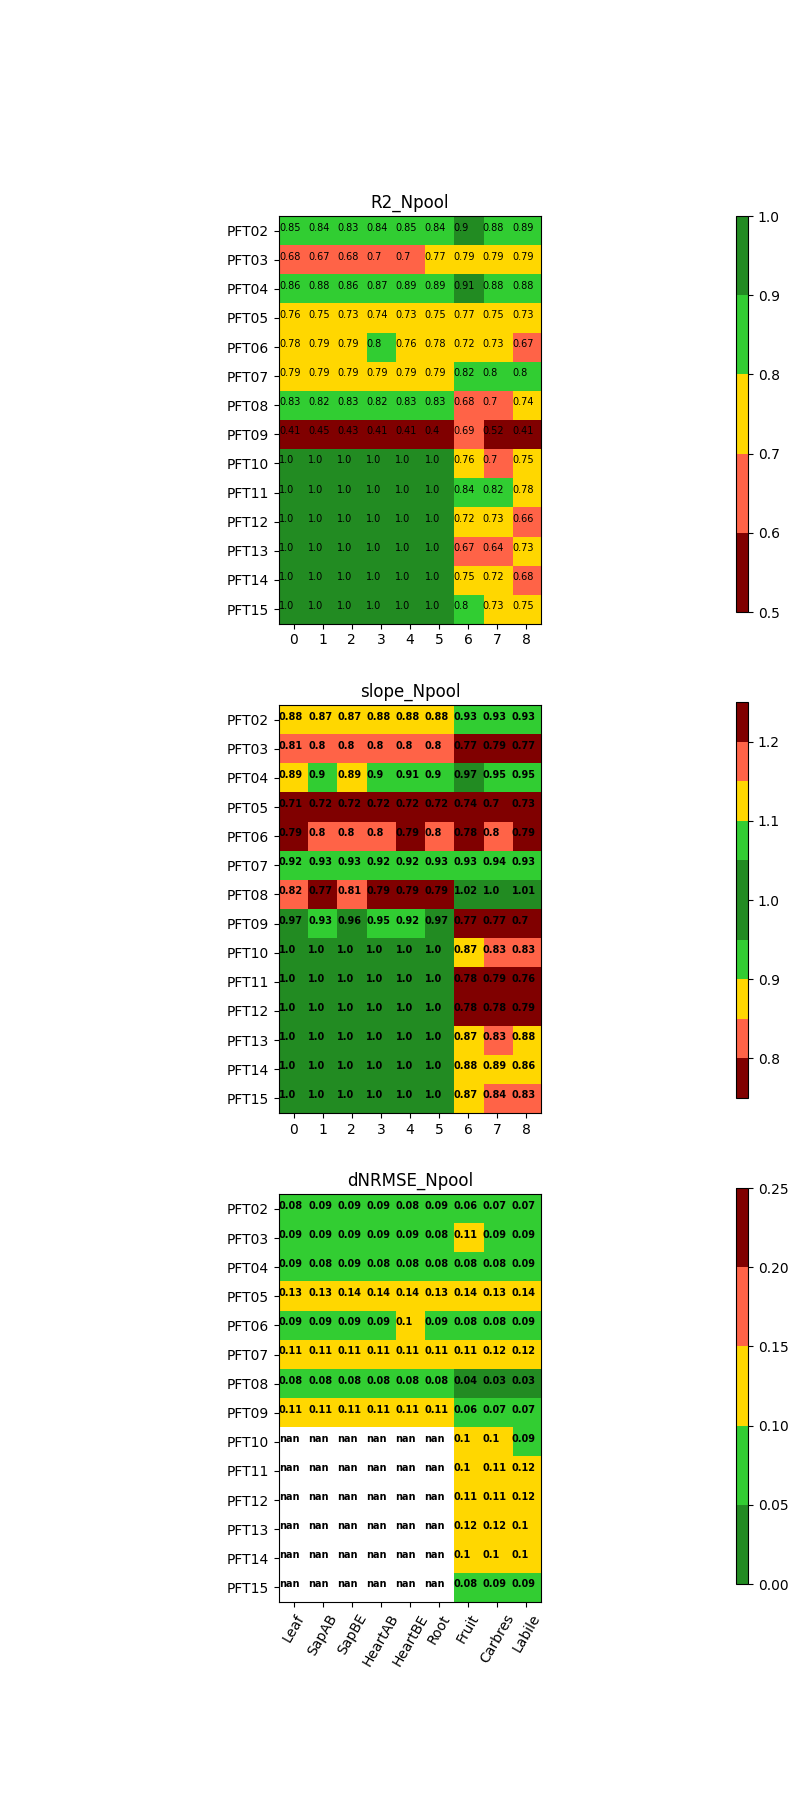 R2_Npool
PFT02 0.85 0.84 0.83 0.84 0.85 0.84 0.9 0.88 0.89
PFT03 0.68 0.67 0.68 0.7 0.7 0.77 0.79 0.79 0.79
PFT04 0.86 0.88 0.86 0.87 0.89 0.89 0.91 0.88 0.88
PFT05 0.76 0.75 0.73 0.74 0.73 0.75 0.77 0.75 0.73
PFT06 0.78 0.79 0.79 0.8 0.76 0.78 0.72 0.73 0.67
PFT07 0.79 0.79 0.79 0.79 0.79 0.79 0.82 0.8 0.8
PFT08 0.83 0.82 0.83 0.82 0.83 0.83 0.68 0.7 0.74
PFT09 0.41 0.45 0.43 0.41 0.41 0.4 0.69 0.52 0.41
PFT10 1.0 1.0 1.0 1.0 1.0 1.0 0.76 0.7 0.75
PFT11 1.0 1.0 1.0 1.0 1.0 1.0 0.84 0.82 0.78
PFT12 1.0 1.0 1.0 1.0 1.0 1.0 0.72 0.73 0.66
PFT13 1.0 1.0 1.0 1.0 1.0 1.0 0.67 0.64 0.73
PFT14 1.0 1.0 1.0 1.0 1.0 1.0 0.75 0.72 0.68
PFT15 1.0 1.0 1.0 1.0 1.0 1.0 0.8 0.73 0.75
0 1 2 3 4 5 6 7 8
1.0
0.9
0.8
0.7
0.6
0.5
slope_Npool
PFT02 0.88 0.87 0.87 0.88 0.88 0.88 0.93 0.93 0.93
PFT03 0.81 0.8 0.8 0.8 0.8 0.8 0.77 0.79 0.77
PFT04 0.89 0.9 0.89 0.9 0.91 0.9 0.97 0.95 0.95
PFT05 0.71 0.72 0.72 0.72 0.72 0.72 0.74 0.7 0.73
PFT06 0.79 0.8 0.8 0.8 0.79 0.8 0.78 0.8 0.79
PFT07 0.92 0.93 0.93 0.92 0.92 0.93 0.93 0.94 0.93
PFT08 0.82 0.77 0.81 0.79 0.79 0.79 1.02 1.0 1.01
PFT09 0.97 0.93 0.96 0.95 0.92 0.97 0.77 0.77 0.7
PFT10 1.0 1.0 1.0 1.0 1.0 1.0 0.87 0.83 0.83
PFT11 1.0 1.0 1.0 1.0 1.0 1.0 0.78 0.79 0.76
PFT12 1.0 1.0 1.0 1.0 1.0 1.0 0.78 0.78 0.79
PFT13 1.0 1.0 1.0 1.0 1.0 1.0 0.87 0.83 0.88
PFT14 1.0 1.0 1.0 1.0 1.0 1.0 0.88 0.89 0.86
PFT15 1.0 1.0 1.0 1.0 1.0 1.0 0.87 0.84 0.83
0 1 2 3 4 5 6 7 8
1.2
1.1
1.0
0.9
0.8
dNRMSE_Npool
PFT02 0.08 0.09 0.09 0.09 0.08 0.09 0.06 0.07 0.07
PFT03 0.09 0.09 0.09 0.09 0.09 0.08 0.11 0.09 0.09
PFT04 0.09 0.08 0.09 0.08 0.08 0.08 0.08 0.08 0.09
PFT05 0.13 0.13 0.14 0.14 0.14 0.13 0.14 0.13 0.14
PFT06 0.09 0.09 0.09 0.09 0.1 0.09 0.08 0.08 0.09
PFT07 0.11 0.11 0.11 0.11 0.11 0.11 0.11 0.12 0.12
PFT08 0.08 0.08 0.08 0.08 0.08 0.08 0.04 0.03 0.03
PFT09 0.11 0.11 0.11 0.11 0.11 0.11 0.06 0.07 0.07
PFT10 nan nan nan nan nan nan 0.1 0.1 0.09
PFT11 nan nan nan nan nan nan 0.1 0.11 0.12
PFT12 nan nan nan nan nan nan 0.11 0.11 0.12
PFT13 nan nan nan nan nan nan 0.12 0.12 0.1
PFT14 nan nan nan nan nan nan 0.1 0.1 0.1
PFT15 nan nan nan nan nan nan 0.08 0.09 0.09
Leaf SapAB SapBE HeartAB HeartBE Root Fruit Carbres Labile
0.25
0.20
0.15
0.10
0.05
0.00